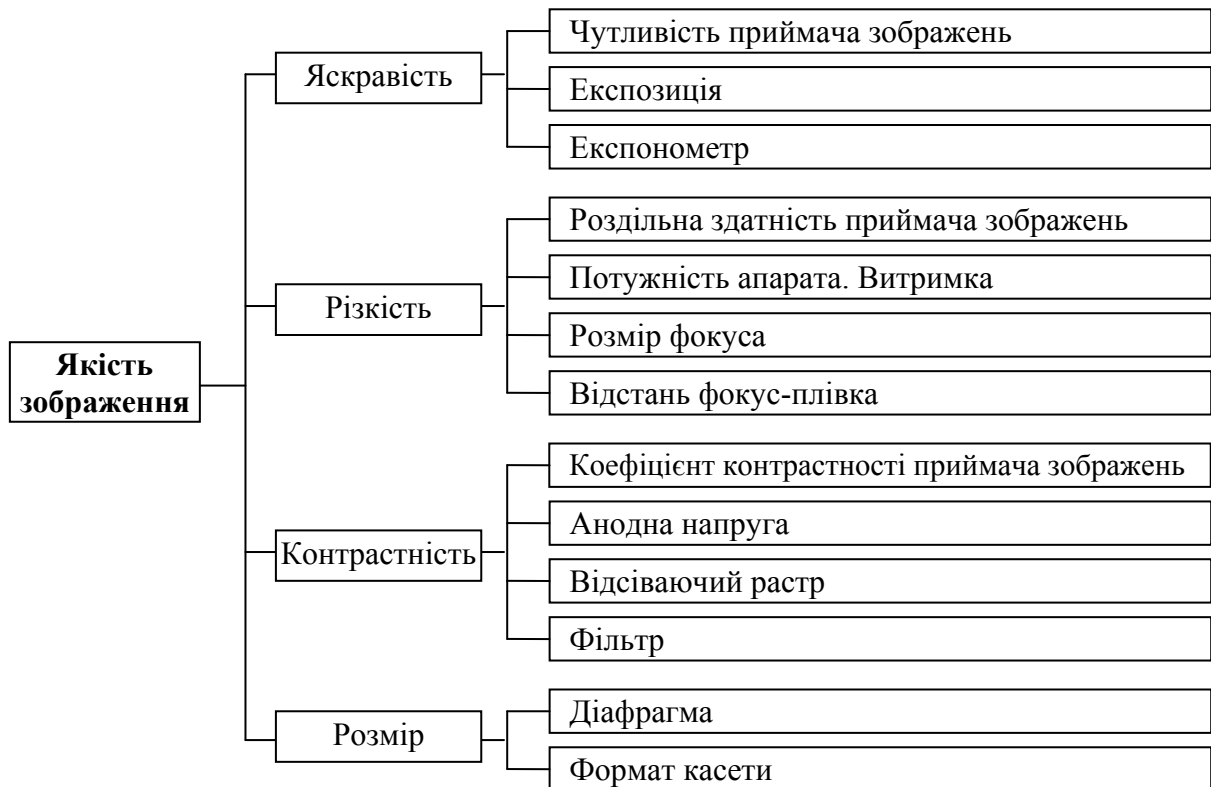 Якість
зображення
Яскравість
Чутливість приймача зображень
Експозиція
Експонометр
Різкість
Роздільна здатність приймача зображень
Потужність апарата. Витримка
Розмір фокуса
Відстань фокус-плівка
Контрастність
Коефіцієнт контрастності приймача зображень
Анодна напруга
Відсіваючий растр
Фільтр
Розмір
Діафрагма
Формат касети